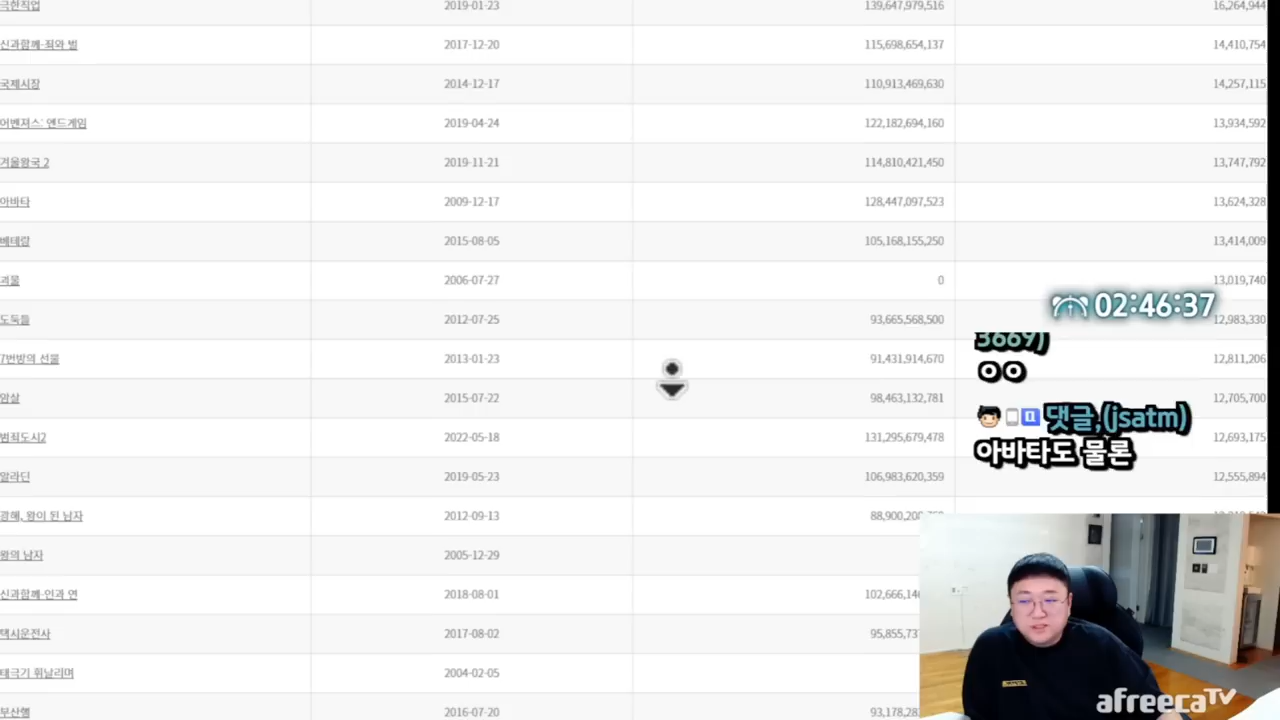 극한직업 2019-01-23 139,647,979,516 16,264,944
신과함께-죄와 벌 2017-12-20 115,698,654,137 14,410,754
국제시장 2014-12-17 110,913,469,630 14,257,115
어벤져스: 엔드게임 2019-04-24 122,182,694,160 13,934,592
겨울왕국 2 2019-11-21 114,810,421,450 13,747,792
아바타 2009-12-17 128,447,097,523 13,624,328
베테랑 2015-08-05 105,168,155,250 13,414,009
괴물 2006-07-27 0 13,019,740
도둑들 2012-07-25 93,665,568,500 12,983,330
7번방의 선물 2013-01-23 91,431,914,670 12,811,206
암살 2015-07-22 98,463,132,781 12,705,700
범죄도시2 2022-05-18 131,295,679,478 12,693,175
알라딘 2019-05-23 106,983,620,359 12,555,894
광해, 왕이 된 남자 2012-09-13 88,900,20
왕의 남자 2005-12-29
신과함께-인과 연 2018-08-01 102,666,14
택시운전사 2017-08-02 95,855,73
태극기 휘날리며 2004-02-05
부산행 2016-07-20 93,178,28
02:46:37
3669)
ㅇㅇ
댓글,(jsatm)
아바타도 물론
afreecaTV